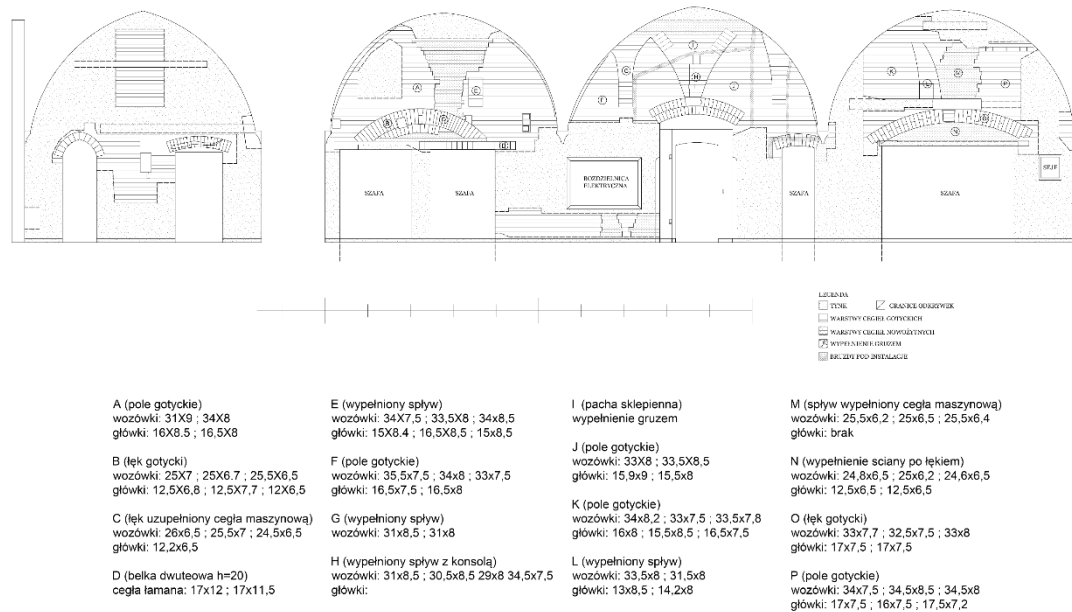 A
E
G
I
H
F
J
K
L
M
P
N
SZAFA
SZAFA
ROZDZIELNICA
ELEKTRYCZNA
SZAFA
SZAFA
SEJF
LEGENDA
TYNK
GRANICE ODKRYWEK
WARSTWY CEGIEŁ GOTYCKICH
WARSTWY CEGIEŁ NOWOŻYTNYCH
WYPEŁNIENIE GRUZEM
BRUZDY POD INSTALACJE
A (pole gotyckie)
wozówki: 31X9 ; 34X8
główki: 16X8.5 ; 16,5X8
B (łęk gotycki)
wozówki: 25X7 ; 25X6.7 ; 25,5X6,5
główki: 12,5X6,8 ; 12,5X7,7 ; 12X6,5
C (łęk uzupełniony cegła maszynową)
wozówki: 26x6,5 ; 25,5x7 ; 24,5x6,5
główki: 12,2x6,5
D (belka dwuteowa h=20)
cegła łamana: 17x12 ; 17x11,5
E (wypełniony spływ)
wozówki: 34X7,5 ; 33,5X8 ; 34x8,5
główki: 15X8.4 ; 16,5X8,5 ; 15x8,5
F (pole gotyckie)
wozówki: 35,5x7,5 ; 34x8 ; 33x7,5
główki: 16,5x7,5 ; 16,5x8
G (wypełniony spływ)
wozówki: 31x8,5 ; 31x8
H (wypełniony spływ z konsolą)
wozówki: 31x8,5 ; 30,5x8,5 29x8 34,5x7,5
główki:
I (pacha sklepienna)
wypełnienie gruzem
J (pole gotyckie)
wozówki: 33X8 ; 33,5X8,5
główki: 15,9x9 ; 15,5x8
K (pole gotyckie)
wozówki: 34x8,2 ; 33x7,5 ; 33,5x7,8
główki: 16x8 ; 15,5x8,5 ; 16,5x7,5
L (wypełniony spływ)
wozówki: 33,5x8 ; 31,5x8
główki: 13x8,5 ; 14,2x8
M (spływ wypełniony cegła maszynową)
wozówki: 25,5x6,2 ; 25x6,5 ; 25,5x6,4
główki: brak
N (wypełnienie sciany po łękiem)
wozówki: 24,8x6,5 ; 25x6,2 ; 24,6x6,5
główki: 12,5x6,5 ; 12,5x6,5
O (łęk gotycki)
wozówki: 33x7,7 ; 32,5x7,5 ; 33x8
główki: 17x7,5 ; 17x7,5
P (pole gotyckie)
wozówki: 34x7,5 ; 34,5x8,5 ; 34,5x8
główki: 17x7,5 ; 16x7,5 ; 17,5x7,2